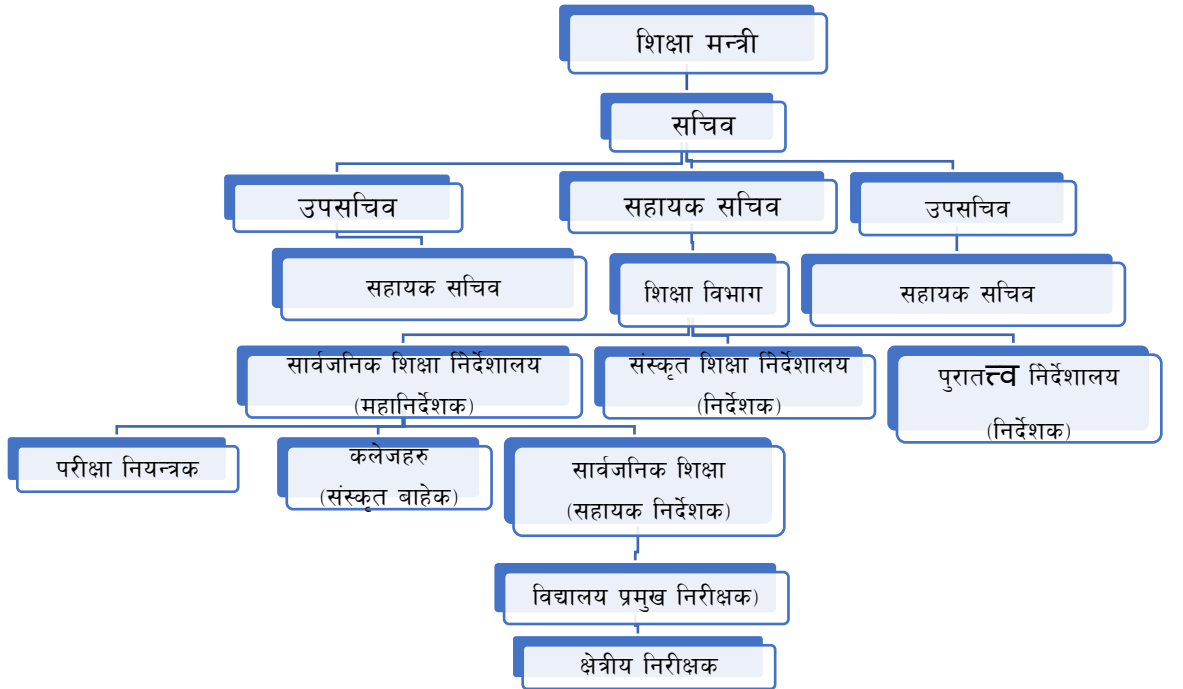 शिक्षा मन्त्री
सचिव
उपसचिव
सहायक सचिव
उपसचिव
सहायक सचिव
शिक्षा विभाग
सहायक सचिव
सार्वजनिक शिक्षा निर्देशालय
(महानिर्देशक)
संस्कृत शिक्षा निर्देशालय
(निर्देशक)
पुरातत्त्व निर्देशालय
(निर्देशक)
परीक्षा नियन्त्रक
कलेजहरु
(संस्कृत बाहेक)
सार्वजनिक शिक्षा
(सहायक निर्देशक)
विद्यालय प्रमुख निरीक्षक)
क्षेत्रीय निरीक्षक